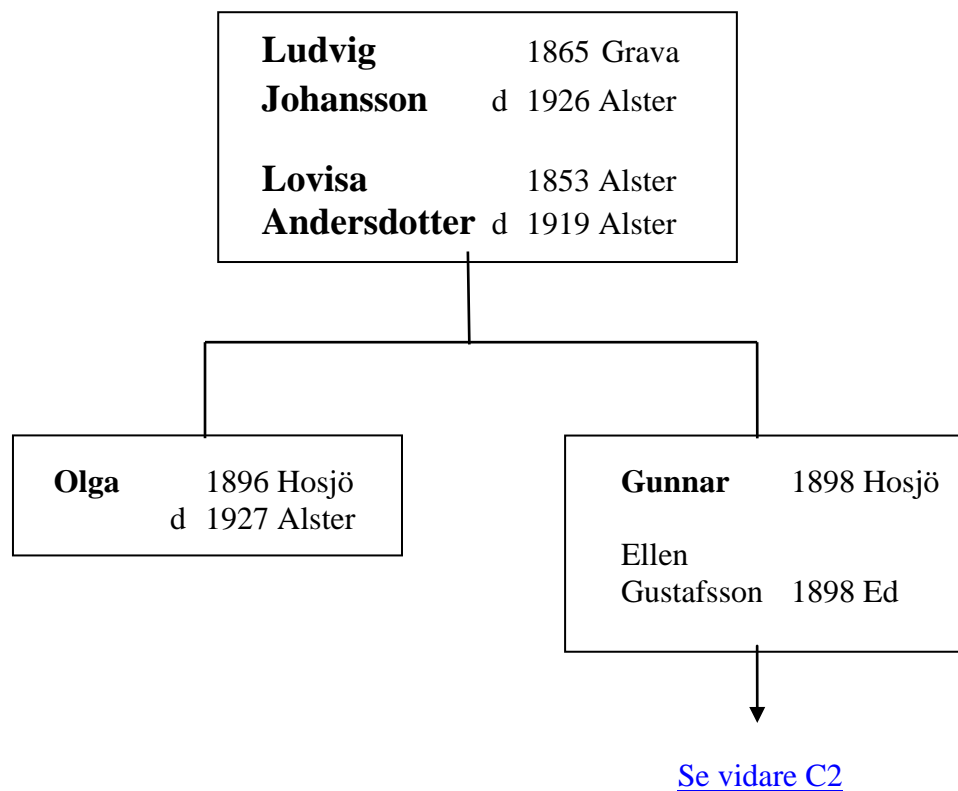 Ludvig 1865 Grava
Johansson d 1926 Alster
Lovisa 1853 Alster
Andersdotter d 1919 Alster
Olga 1896 Hosjö
d 1927 Alster
Gunnar 1898 Hosjö
Ellen
Gustafsson 1898 Ed
Se vidare C2